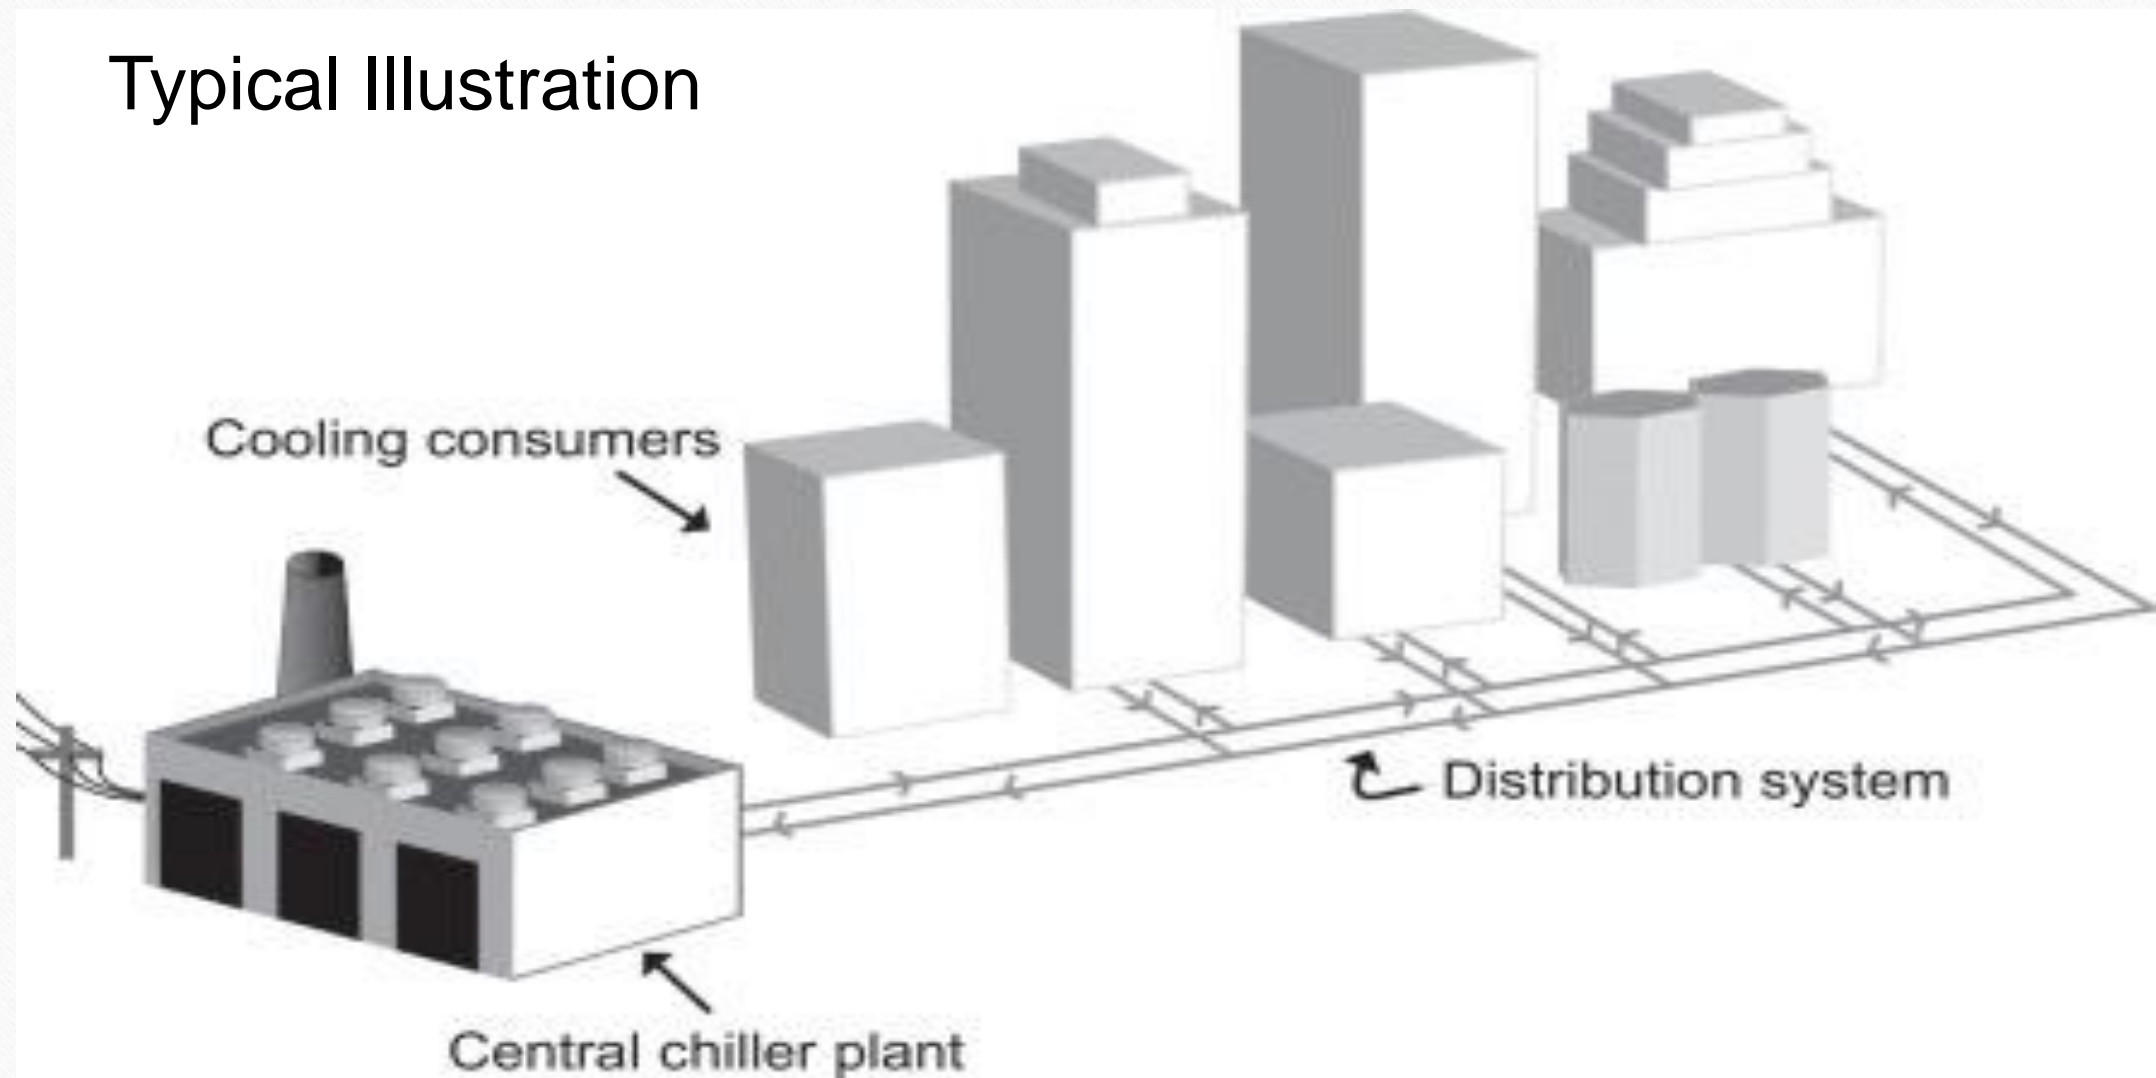 Typical Illustration
Cooling consumers
Distribution system
Central chiller plant